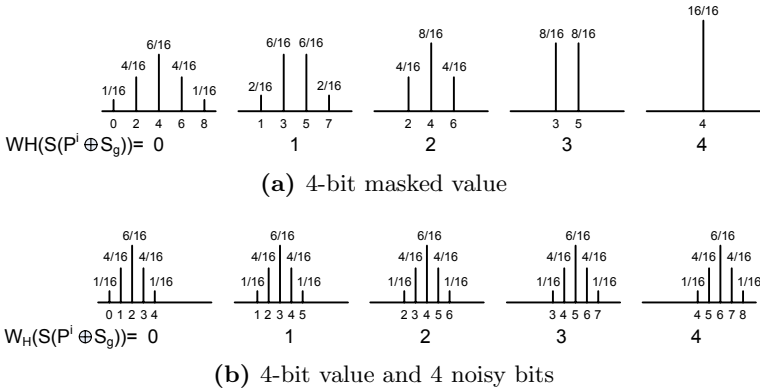 16/16
8/16
8/16 8/16
6/16
6/16 6/16
4/16 4/16
4/16 4/16
2/16 2/16
1/16 1/16
0 2 4 6 8 1 3 5 7 2 4 6 3 5 4
WH(S(Pⁱ ⊕S_g))= 0 1 2 3 4
(a) 4-bit masked value
6/16 6/16 6/16 6/16 6/16
4/16 4/16 4/16 4/16 4/16 4/16 4/16 4/16 4/16 4/16
1/16 1/16 1/16 1/16 1/16 1/16 1/16 1/16 1/16 1/16
0 1 2 3 4 1 2 3 4 5 2 3 4 5 6 3 4 5 6 7 4 5 6 7 8
W_H(S(Pⁱ ⊕S_g))= 0 1 2 3 4
(b) 4-bit value and 4 noisy bits